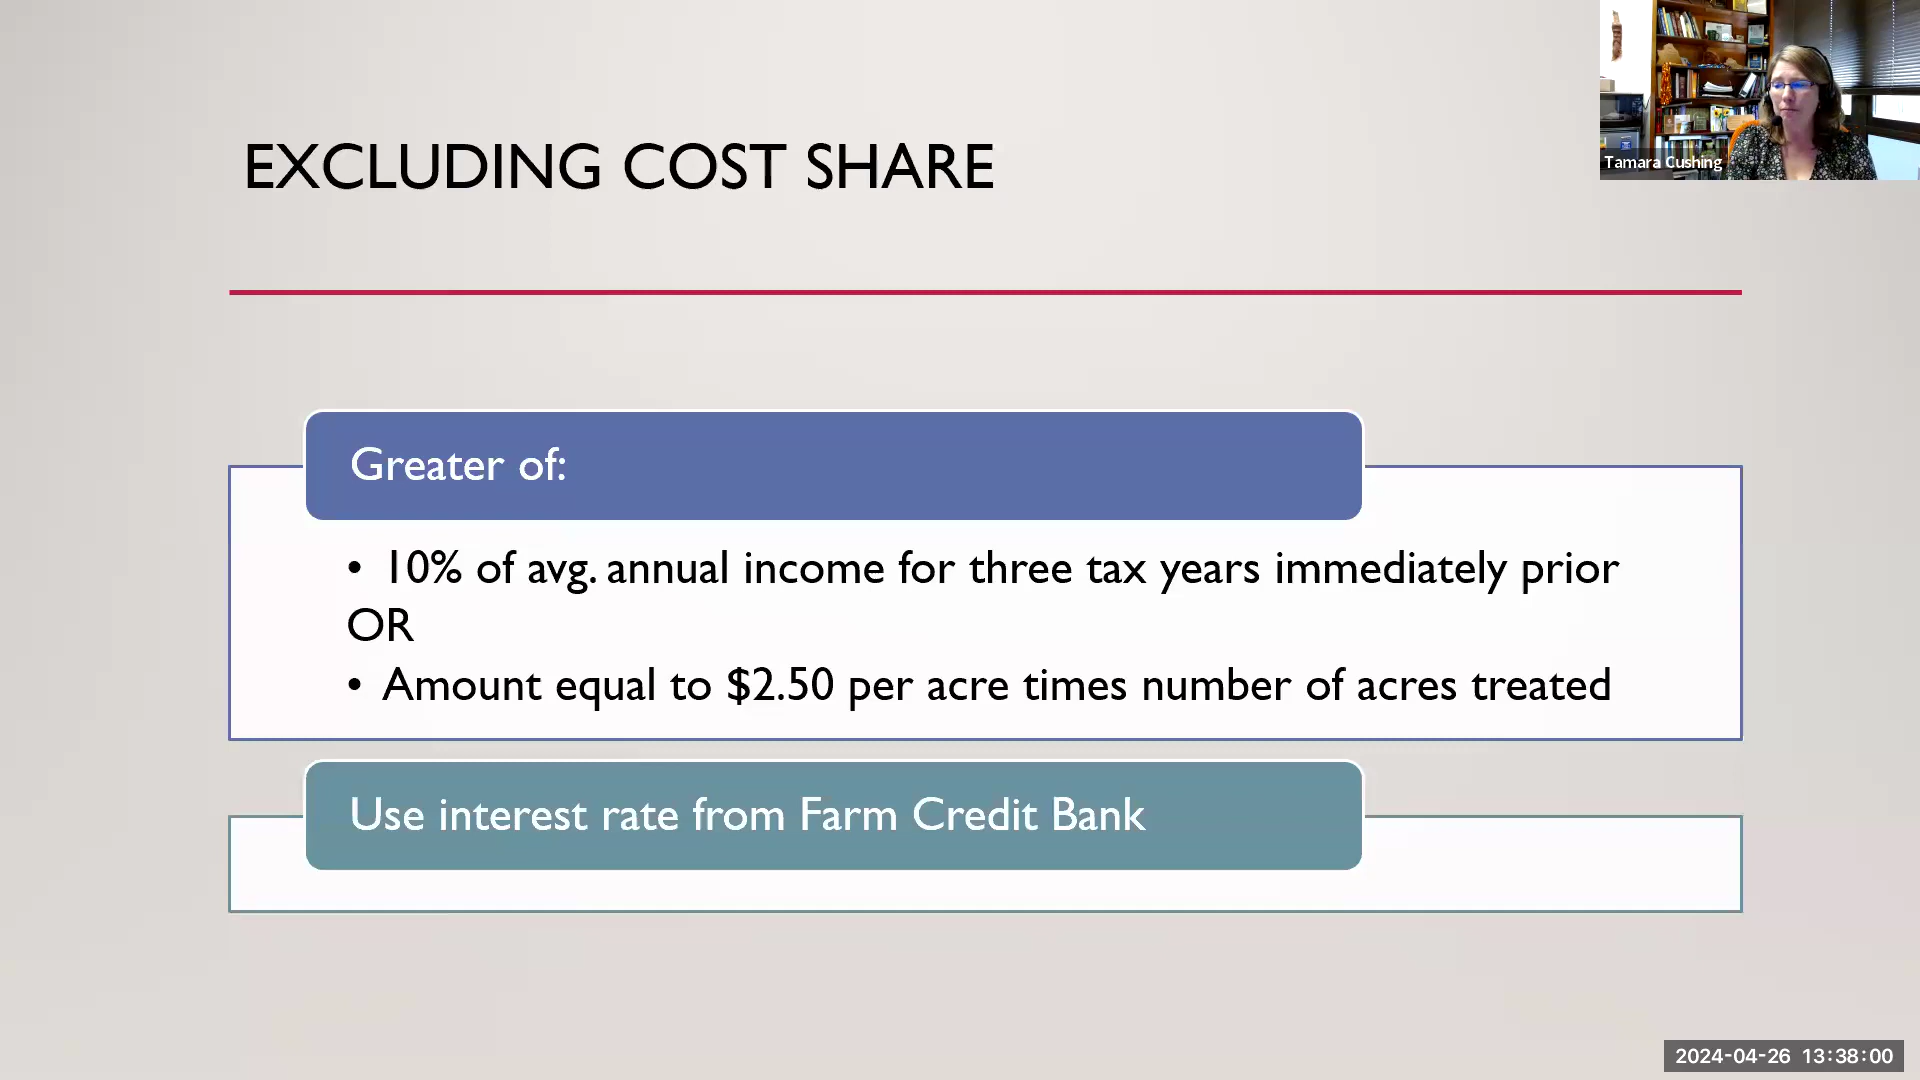 Tamara Cushing
EXCLUDING COST SHARE
Greater of:
• 10% of avg. annual income for three tax years immediately prior
OR
• Amount equal to $2.50 per acre times number of acres treated
Use interest rate from Farm Credit Bank
2024-04-26 13:38:00